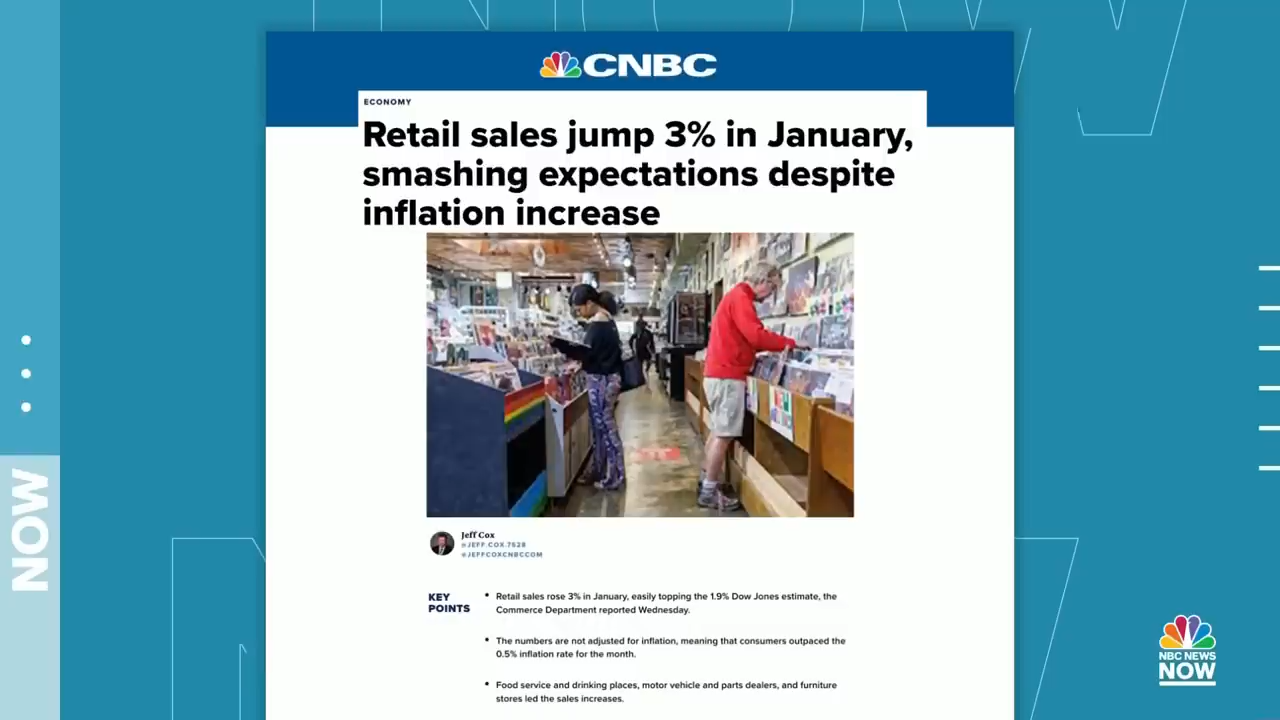 CNBC
ECONOMY
Retail sales jump 3% in January,
smashing expectations despite
inflation increase
Jeff Cox
@JEFF.COX.7528
@JEFFCOXCNBCCOM
KEY
POINTS
• Retail sales rose 3% in January, easily topping the 1.9% Dow Jones estimate, the
Commerce Department reported Wednesday.
• The numbers are not adjusted for inflation, meaning that consumers outpaced the
0.5% inflation rate for the month.
• Food service and drinking places, motor vehicle and parts dealers, and furniture
stores led the sales increases.
NOW
NBC NEWS
NOW